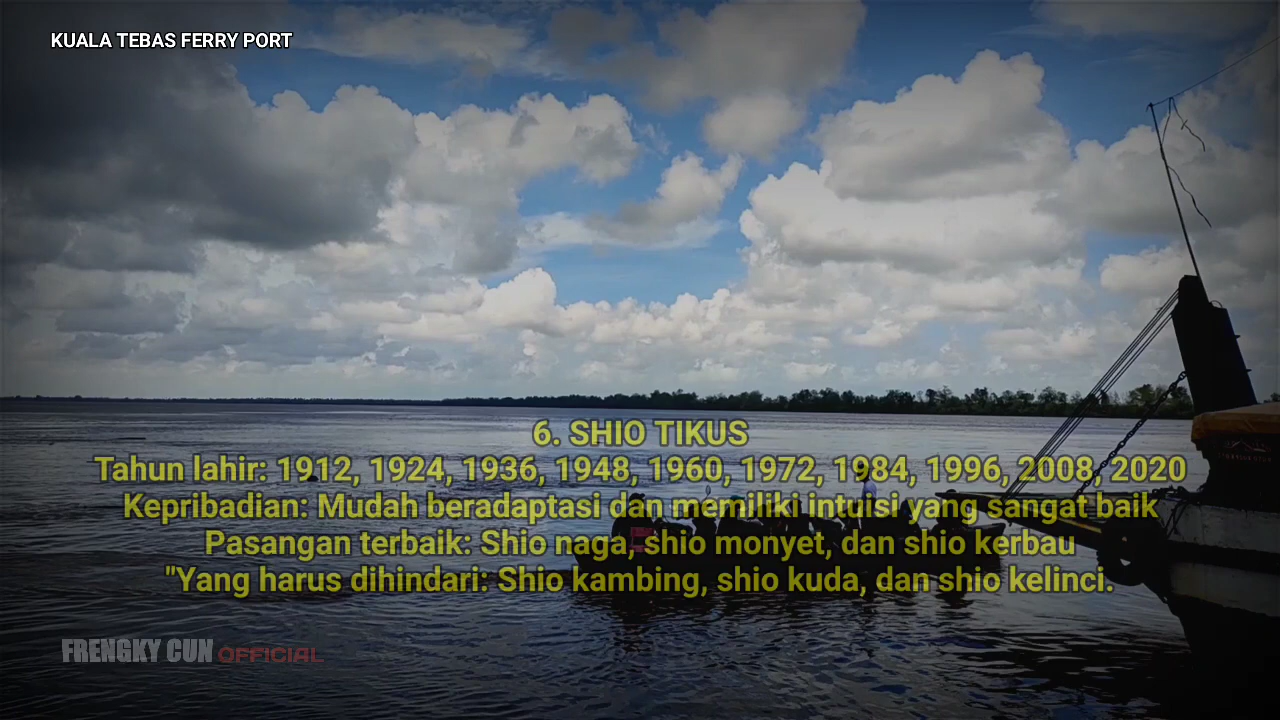 KUALA TEBAS FERRY PORT
6. SHIO TIKUS
Tahun lahir: 1912, 1924, 1936, 1948, 1960, 1972, 1984, 1996, 2008, 2020
Kepribadian: Mudah beradaptasi dan memiliki intuisi yang sangat baik
Pasangan terbaik: Shio naga, shio monyet, dan shio kerbau
"Yang harus dihindari: Shio kambing, shio kuda, dan shio kelinci.
FRENGKY CUN OFFICIAL